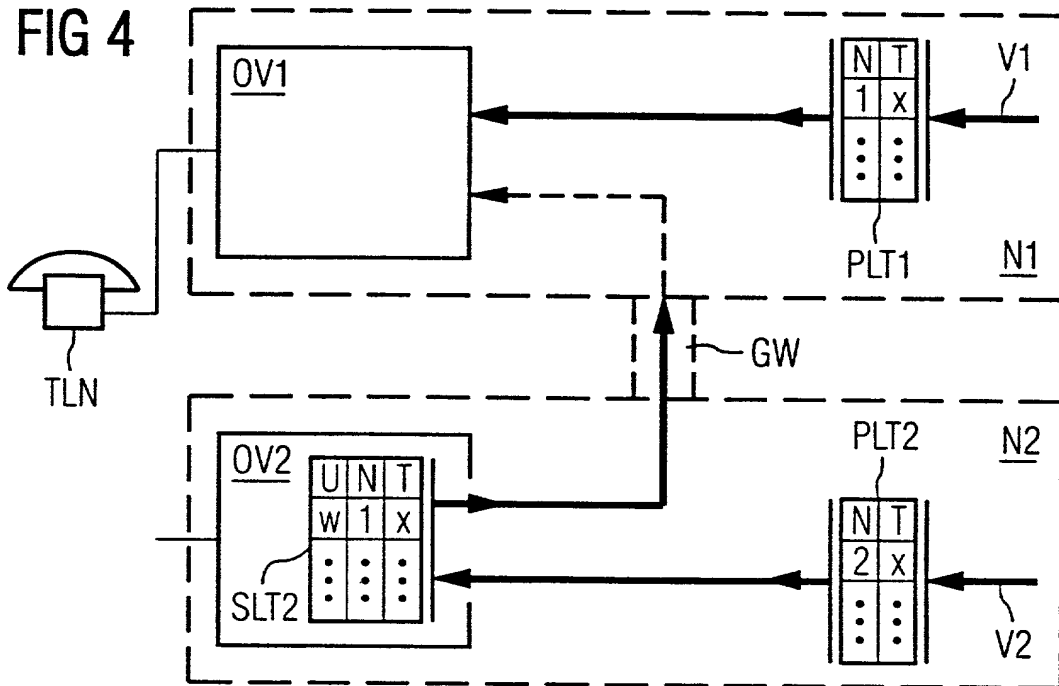 FIG 4
OV1
N T
1 x
V1
PLT1
N1
TLN
GW
OV2
U N T
w 1 x
SLT2
PLT2
N2
N T
2 x
V2